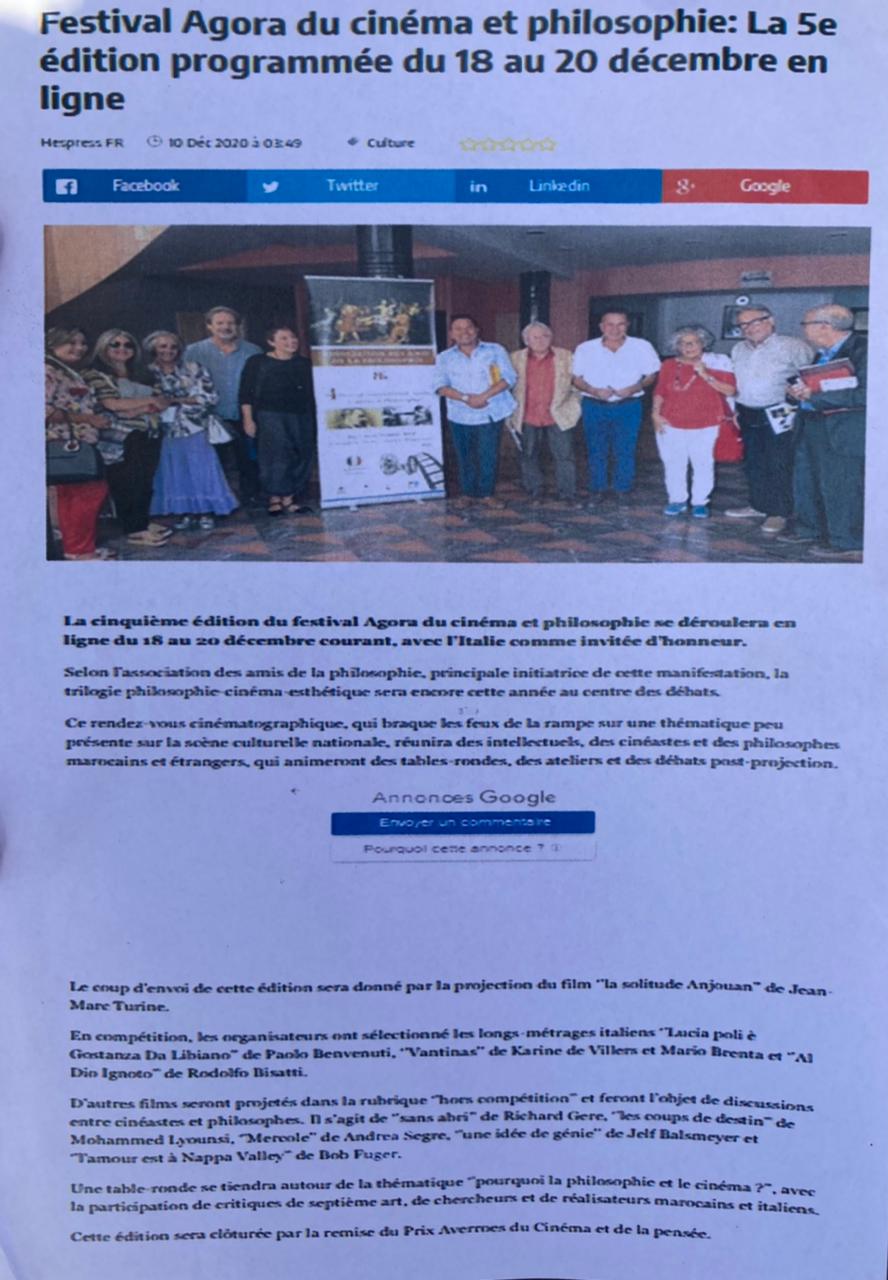 Festival Agora du cinéma et philosophie: La 5e
édition programmée du 18 au 20 décembre en
ligne
Hespress FR 10 Déc 2020 à 03:49 Culture
Facebook Twitter Linkedin Google
La cinquième édition du festival Agora du cinéma et philosophie se déroulera en
ligne du 18 au 20 décembre courant, avec l'Italie comme invitée d'honneur.
Selon l'association des amis de la philosophie, principale initiatrice de cette manifestation, la
trilogie philosophie-cinéma-esthétique sera encore cette année au centre des débats.
Ce rendez-vous cinématographique, qui braque les feux de la rampe sur une thématique peu
présente sur la scène culturelle nationale, réunira des intellectuels, des cinéastes et des philosophes
marocains et étrangers, qui animeront des tables-rondes, des ateliers et des débats post-projection.
Annonces Google
Envoyer un commentaire
Pourquoi cette annonce ?
Le coup d'envoi de cette édition sera donné par la projection du film "la solitude Anjouan" de Jean-
Marc Turine.
En compétition, les organisateurs ont sélectionné les longs-métrages italiens "Lucia poli è
Gostanza Da Libiano" de Paolo Benvenuti, "Vantinas" de Karine de Villers et Mario Brenta et "Al
Dio Ignoto" de Rodolfo Bisatti.
D'autres films seront projetés dans la rubrique "hors compétition" et feront l'objet de discussions
entre cinéastes et philosophes. Il s'agit de "sans abri" de Richard Gere, "les coups de destin" de
Mohammed Lyounsi, "Mercole" de Andrea Segre, "une idée de génie" de Jelf Balsmeyer et
"l'amour est à Nappa Valley" de Bob Fuger.
Une table-ronde se tiendra autour de la thématique "pourquoi la philosophie et le cinéma ?", avec
la participation de critiques de septième art, de chercheurs et de réalisateurs marocains et italiens.
Cette édition sera clôturée par la remise du Prix Averroes du Cinéma et de la pensée.